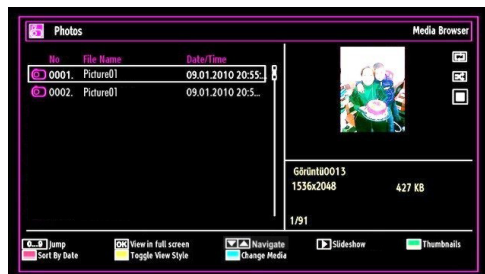 Photos
Media Browser
No File Name Date/Time
0001. Picture01 09.01.2010 20:55:.
0002. Picture01 09.01.2010 20:5...
Görüntü0013
1536x2048 427 KB
1/91
0...9 Jump OK View in full screen Navigate Slideshow Thumbnails
Sort By Date Toggle View Style Change Media